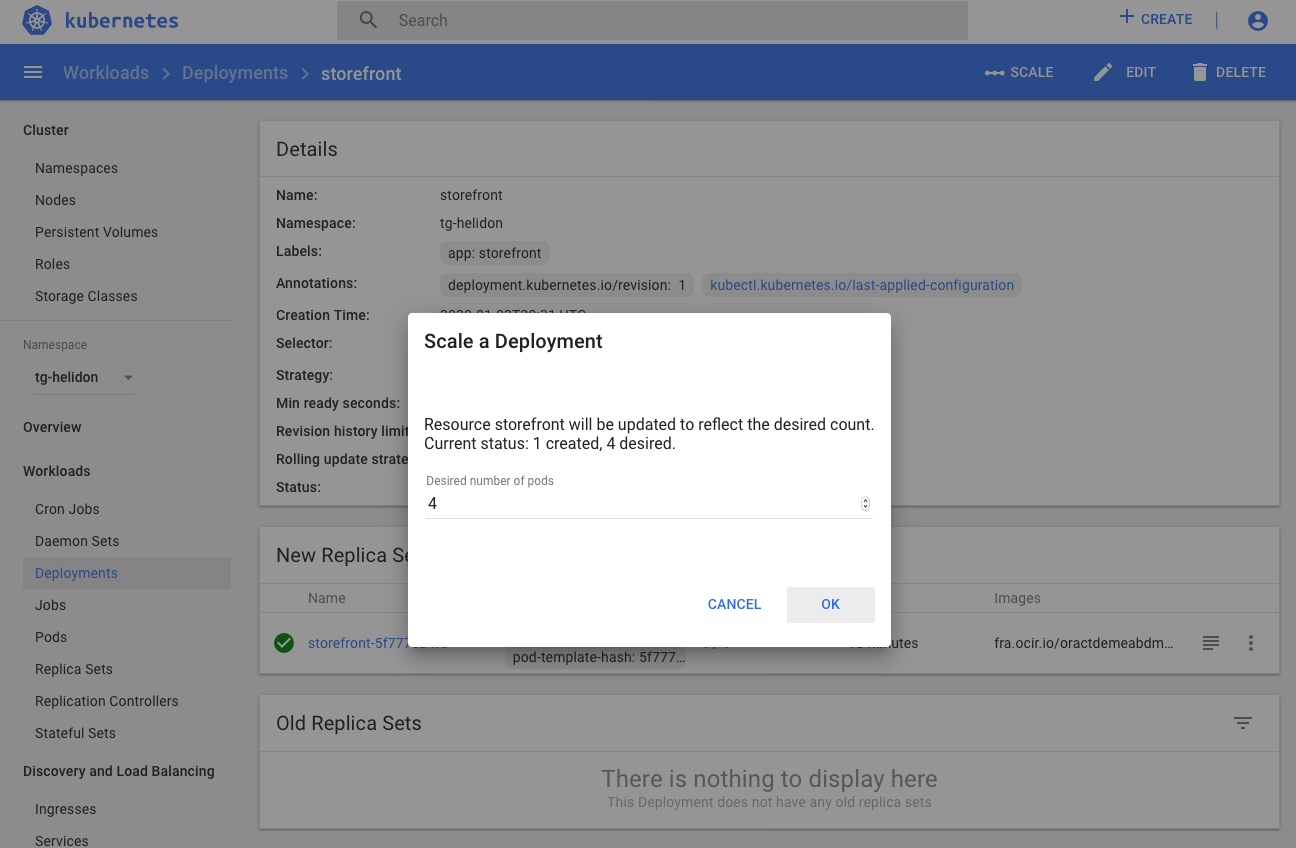 kubernetes
Search
CREATE
Workloads > Deployments > storefront
SCALE
EDIT
DELETE
Cluster
Namespaces
Nodes
Persistent Volumes
Roles
Storage Classes
Namespace
tg-helidon
Overview
Workloads
Cron Jobs
Daemon Sets
Deployments
Jobs
Pods
Replica Sets
Replication Controllers
Stateful Sets
Discovery and Load Balancing
Ingresses
Services
Details
Name: storefront
Namespace: tg-helidon
Labels: app: storefront
Annotations: deployment.kubernetes.io/revision: 1 kubectl.kubernetes.io/last-applied-configuration
Creation Time:
Selector:
Strategy:
Min ready seconds:
Revision history limit
Rolling update strate
Status:
Scale a Deployment
Resource storefront will be updated to reflect the desired count.
Current status: 1 created, 4 desired.
Desired number of pods
4
CANCEL
OK
New Replica Se
Name
Images
storefront-5f777
pod-template-hash: 5f777…
fra.ocir.io/oractdemeabdm…
Old Replica Sets
There is nothing to display here
This Deployment does not have any old replica sets